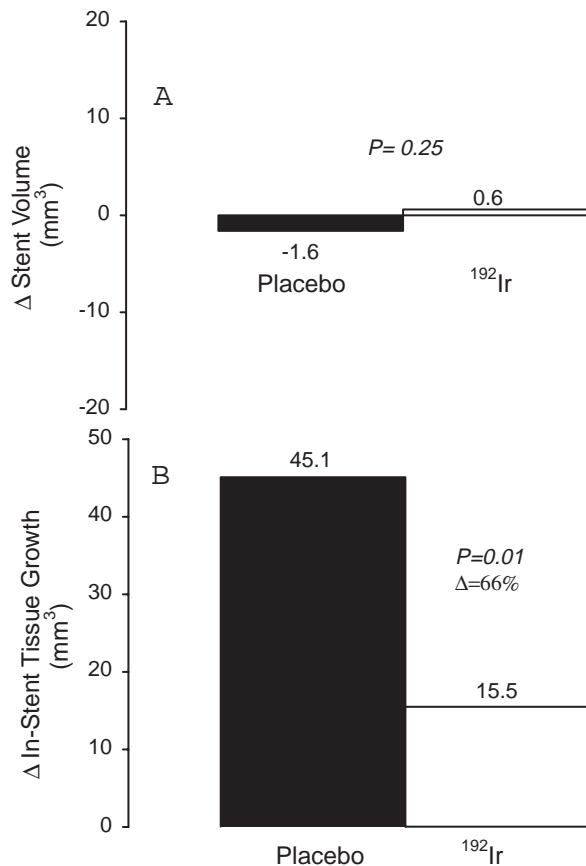 20
A
10
P= 0.25
0.6
0
-1.6
Placebo
¹⁹²Ir
-10
-20
Δ Stent Volume
(mm³)
50
45.1
B
40
P=0.01
Δ=66%
30
20
15.5
10
0
Placebo
¹⁹²Ir
Δ In-Stent Tissue Growth
(mm³)